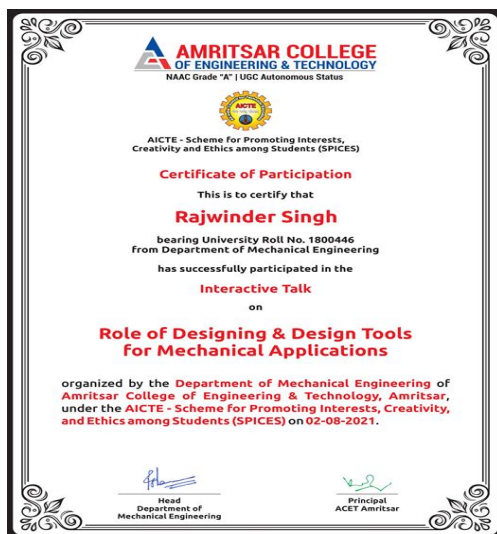 AMRITSAR COLLEGE
OF ENGINEERING & TECHNOLOGY
NAAC Grade "A" | UGC Autonomous Status
AICTE
AICTE - Scheme for Promoting Interests,
Creativity and Ethics among Students (SPICES)
Certificate of Participation
This is to certify that
Rajwinder Singh
bearing University Roll No. 1800446
from Department of Mechanical Engineering
has successfully participated in the
Interactive Talk
on
Role of Designing & Design Tools
for Mechanical Applications
organized by the Department of Mechanical Engineering of
Amritsar College of Engineering & Technology, Amritsar,
under the AICTE - Scheme for Promoting Interests, Creativity,
and Ethics among Students (SPICES) on 02-08-2021.
Head
Department of
Mechanical Engineering
Principal
ACET Amritsar